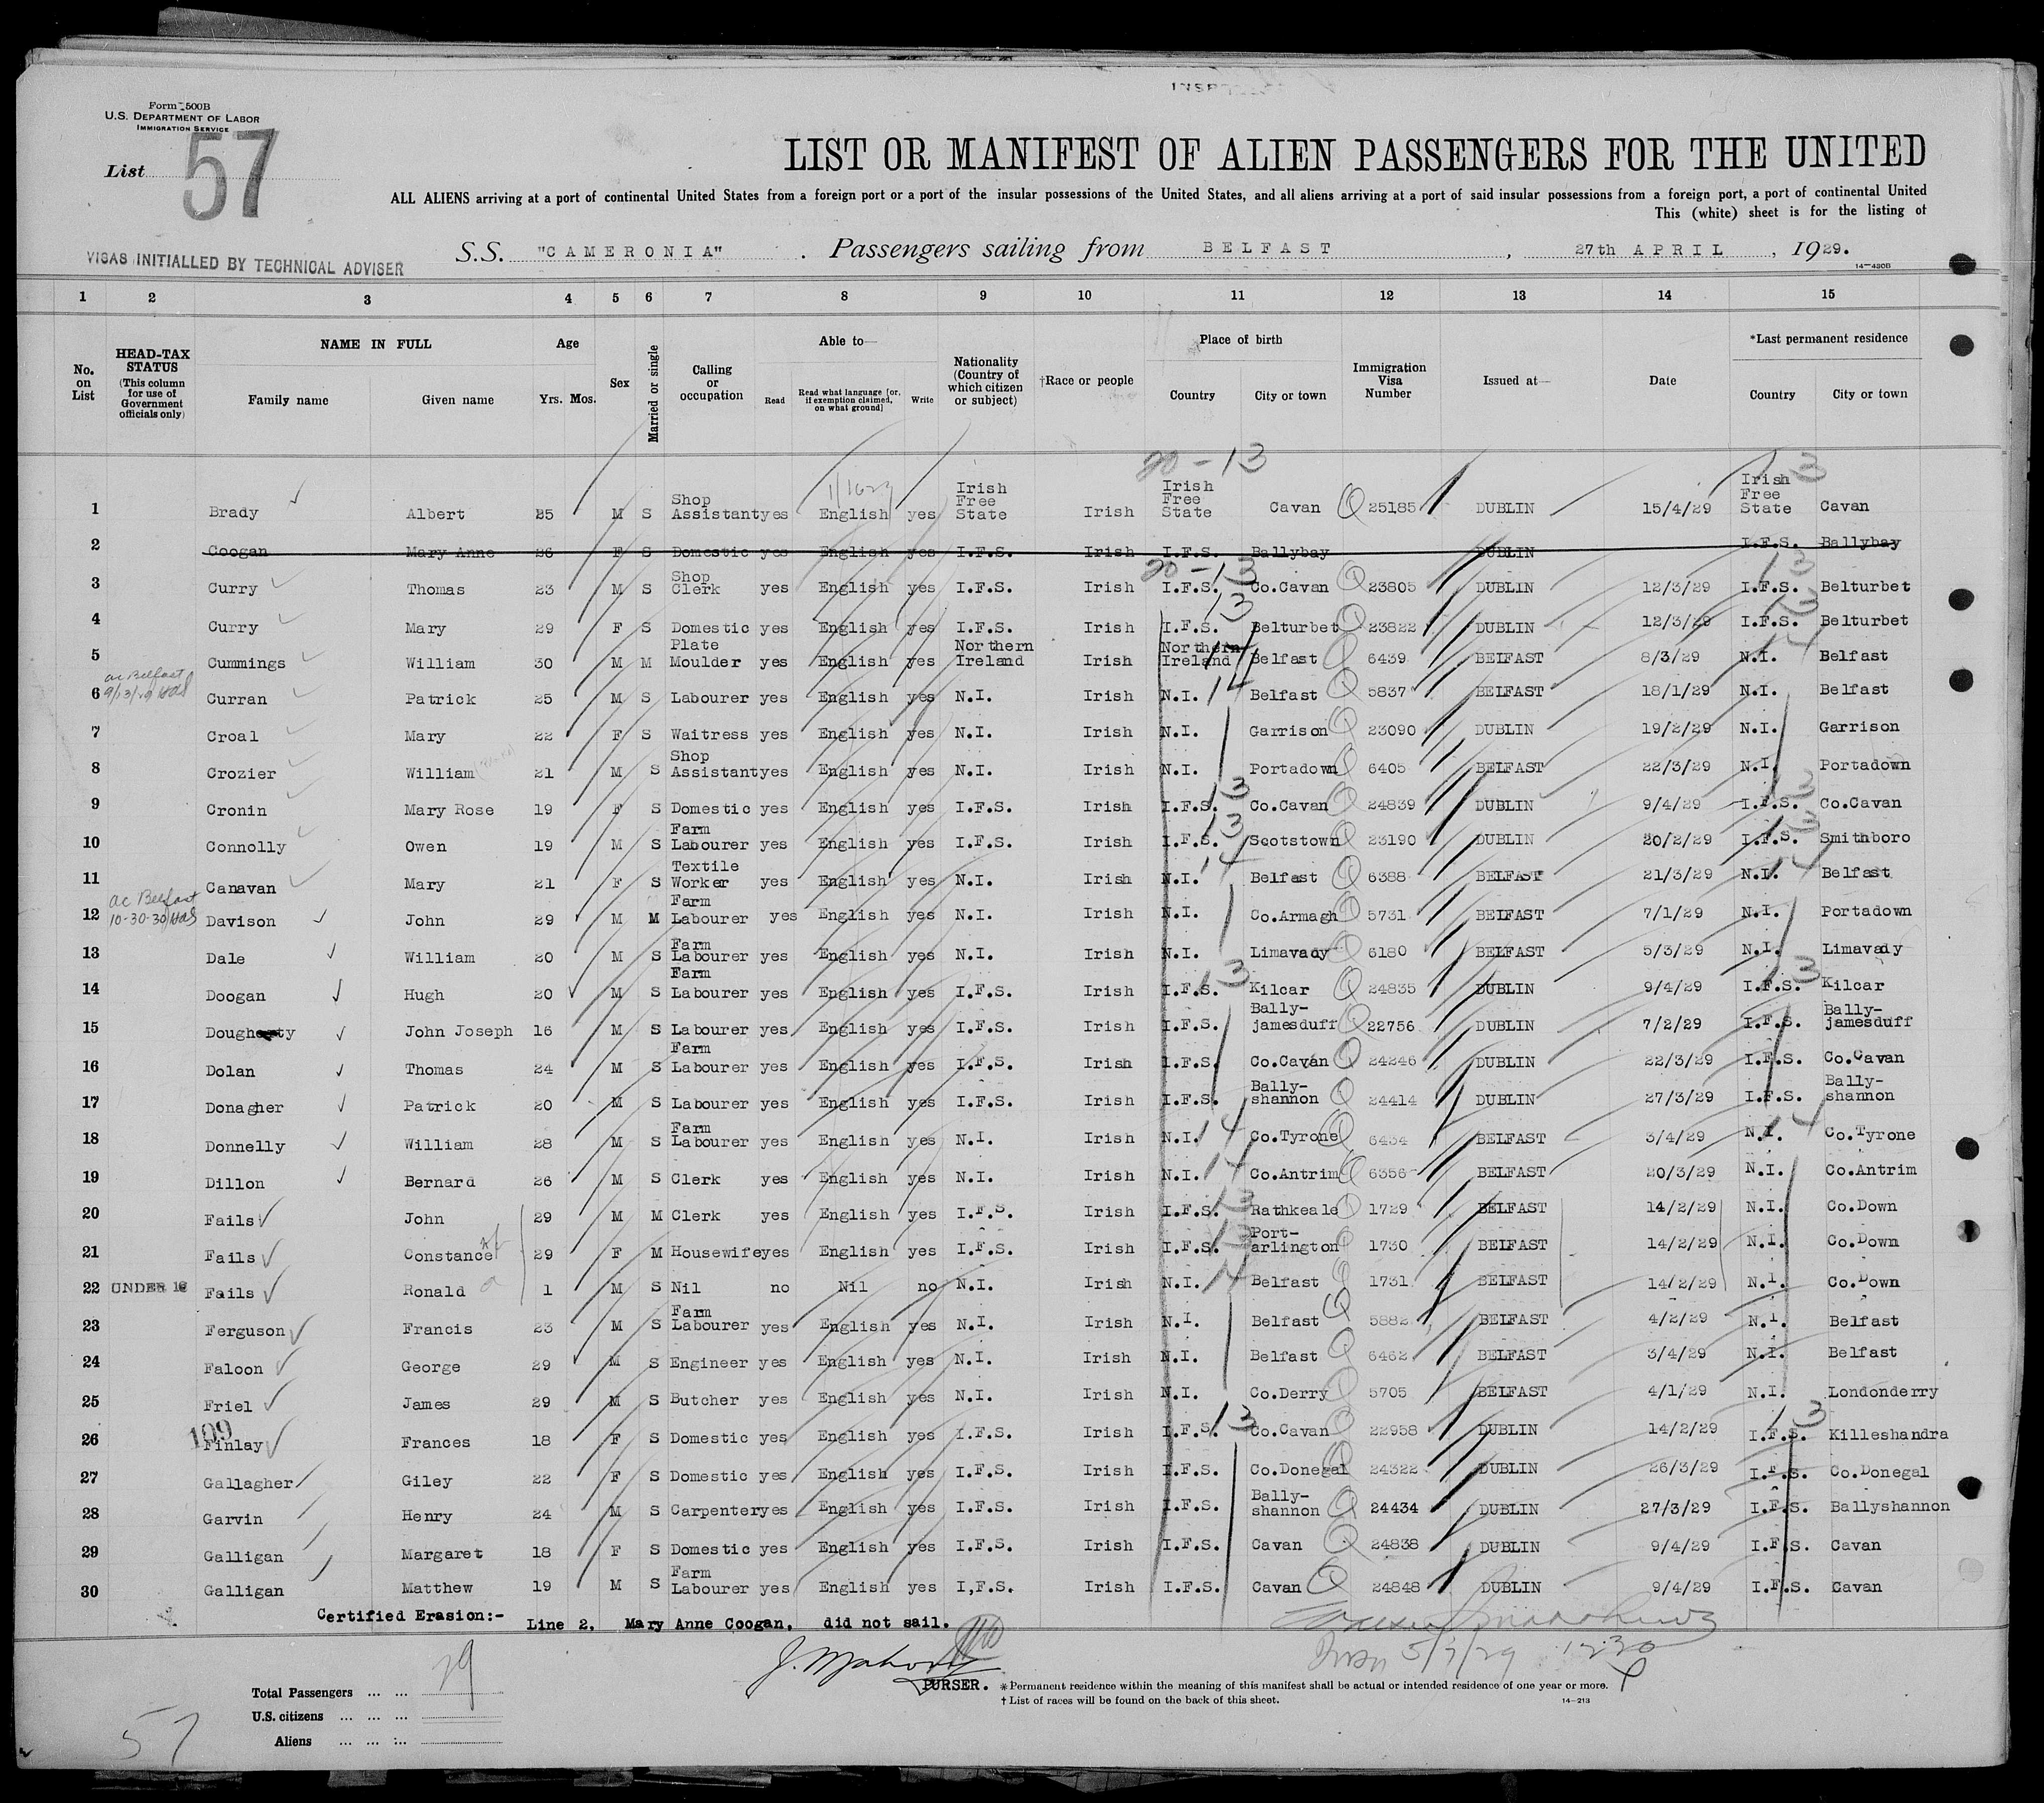 Form 500B
U.S. DEPARTMENT OF LABOR
IMMIGRATION SERVICE
List 57
LIST OR MANIFEST OF ALIEN PASSENGERS FOR THE UNITED
ALL ALIENS arriving at a port of continental United States from a foreign port or a port of the insular possessions of the United States, and all aliens arriving at a port of said insular possessions from a foreign port, a port of continental United
This (white) sheet is for the listing of
VISAS INITIALLED BY TECHNICAL ADVISER
S.S. "CAMERONIA" . Passengers sailing from BELFAST , 27th APRIL , 1929.
14—430B
1 2 3 4 5 6 7 8 9 10 11 12 13 14 15
No. on List
HEAD-TAX STATUS (This column for use of Government officials only)
NAME IN FULL
Family name Given name
Age
Yrs. Mos.
Sex
Married or single
Calling or occupation
Able to—
Read
Read what language [or, if exemption claimed, on what ground]
Write
Nationality (Country of which citizen or subject)
†Race or people
Place of birth
Country City or town
Immigration Visa Number
Issued at—
Date
*Last permanent residence
Country City or town
20-13
1 Brady Albert 25 M S Shop Assistant yes English yes Irish Free State Irish Irish Free State Cavan 25185 DUBLIN 15/4/29 Irish Free State Cavan
2 Coogan Mary Anne 26 F S Domestic yes English yes I.F.S. Irish I.F.S. Ballybay DUBLIN I.F.S. Ballybay
20-13
3 Curry Thomas 23 M S Shop Clerk yes English yes I.F.S. Irish I.F.S. Co.Cavan 23805 DUBLIN 12/3/29 I.F.S. Belturbet
4 Curry Mary 29 F S Domestic yes English yes I.F.S. Irish I.F.S. Belturbet 23822 DUBLIN 12/3/29 I.F.S. Belturbet
5 Cummings William 30 M M Plate Moulder yes English yes Northern Ireland Irish Northern Ireland Belfast 6439 BELFAST 8/3/29 N.I. Belfast
ac Belfast
6 Curran Patrick 25 M S Labourer yes English yes N.I. Irish N.I. Belfast 5837 BELFAST 18/1/29 N.I. Belfast
7 Croal Mary 22 F S Waitress yes English yes N.I. Irish N.I. Garrison 23090 DUBLIN 19/2/29 N.I. Garrison
8 Crozier William 21 M S Shop Assistant yes English yes N.I. Irish N.I. Portadown 6405 BELFAST 22/3/29 N.I. Portadown
9 Cronin Mary Rose 19 F S Domestic yes English yes I.F.S. Irish I.F.S. Co.Cavan 24839 DUBLIN 9/4/29 I.F.S. Co.Cavan
10 Connolly Owen 19 M S Farm Labourer yes English yes I.F.S. Irish I.F.S. Scotstown 23190 DUBLIN 20/2/29 I.F.S. Smithboro
11 Canavan Mary 21 F S Textile Worker yes English yes N.I. Irish N.I. Belfast 6388 BELFAST 21/3/29 N.I. Belfast
ac Belfast
10-30-30
12 Davison John 29 M M Farm Labourer yes English yes N.I. Irish N.I. Co.Armagh 5731 BELFAST 7/1/29 N.I. Portadown
13 Dale William 20 M S Farm Labourer yes English yes N.I. Irish N.I. Limavady 6180 BELFAST 5/3/29 N.I. Limavady
14 Doogan Hugh 20 M S Farm Labourer yes English yes I.F.S. Irish I.F.S. Kilcar 24835 DUBLIN 9/4/29 I.F.S. Kilcar
15 Dougherty John Joseph 16 M S Labourer yes English yes I.F.S. Irish I.F.S. Bally-jamesduff 22756 DUBLIN 7/2/29 I.F.S. Bally-jamesduff
16 Dolan Thomas 24 M S Farm Labourer yes English yes I.F.S. Irish I.F.S. Co.Cavan 24246 DUBLIN 22/3/29 I.F.S. Co.Cavan
17 Donagher Patrick 20 M S Labourer yes English yes I.F.S. Irish I.F.S. Bally-shannon 24414 DUBLIN 27/3/29 I.F.S. Bally-shannon
18 Donnelly William 28 M S Farm Labourer yes English yes N.I. Irish N.I. Co.Tyrone 6434 BELFAST 3/4/29 N.I. Co.Tyrone
19 Dillon Bernard 26 M S Clerk yes English yes N.I. Irish N.I. Co.Antrim 6356 BELFAST 20/3/29 N.I. Co.Antrim
20 Fails John 29 M M Clerk yes English yes I.F.S. Irish I.F.S. Rathkeale 1729 BELFAST 14/2/29 N.I. Co.Down
21 Fails Constance 29 F M Housewife yes English yes I.F.S. Irish I.F.S. Port-arlington 1730 BELFAST 14/2/29 N.I. Co.Down
22 UNDER 16 Fails Ronald 1 M S Nil no Nil no N.I. Irish N.I. Belfast 1731 BELFAST 14/2/29 N.I. Co.Down
23 Ferguson Francis 23 M S Farm Labourer yes English yes N.I. Irish N.I. Belfast 5882 BELFAST 4/2/29 N.I. Belfast
24 Faloon George 29 M S Engineer yes English yes N.I. Irish N.I. Belfast 6462 BELFAST 3/4/29 N.I. Belfast
25 Friel James 29 M S Butcher yes English yes N.I. Irish N.I. Co.Derry 5705 BELFAST 4/1/29 N.I. Londonderry
109
26 Finlay Frances 18 F S Domestic yes English yes I.F.S. Irish I.F.S. Co.Cavan 22958 DUBLIN 14/2/29 I.F.S. Killeshandra
27 Gallagher Giley 22 F S Domestic yes English yes I.F.S. Irish I.F.S. Co.Donegal 24322 DUBLIN 26/3/29 I.F.S. Co.Donegal
28 Garvin Henry 24 M S Carpenter yes English yes I.F.S. Irish I.F.S. Bally-shannon 24434 DUBLIN 27/3/29 I.F.S. Ballyshannon
29 Galligan Margaret 18 F S Domestic yes English yes I.F.S. Irish I.F.S. Cavan 24838 DUBLIN 9/4/29 I.F.S. Cavan
30 Galligan Matthew 19 M S Farm Labourer yes English yes I,F.S. Irish I.F.S. Cavan 24848 DUBLIN 9/4/29 I.F.S. Cavan
Certified Erasion:- Line 2. Mary Anne Coogan, did not sail.
PURSER.
Total Passengers ... ... 29
U.S. citizens ... ... ...
Aliens ... ... ...
*Permanent residence within the meaning of this manifest shall be actual or intended residence of one year or more.
† List of races will be found on the back of this sheet.
14—213
57